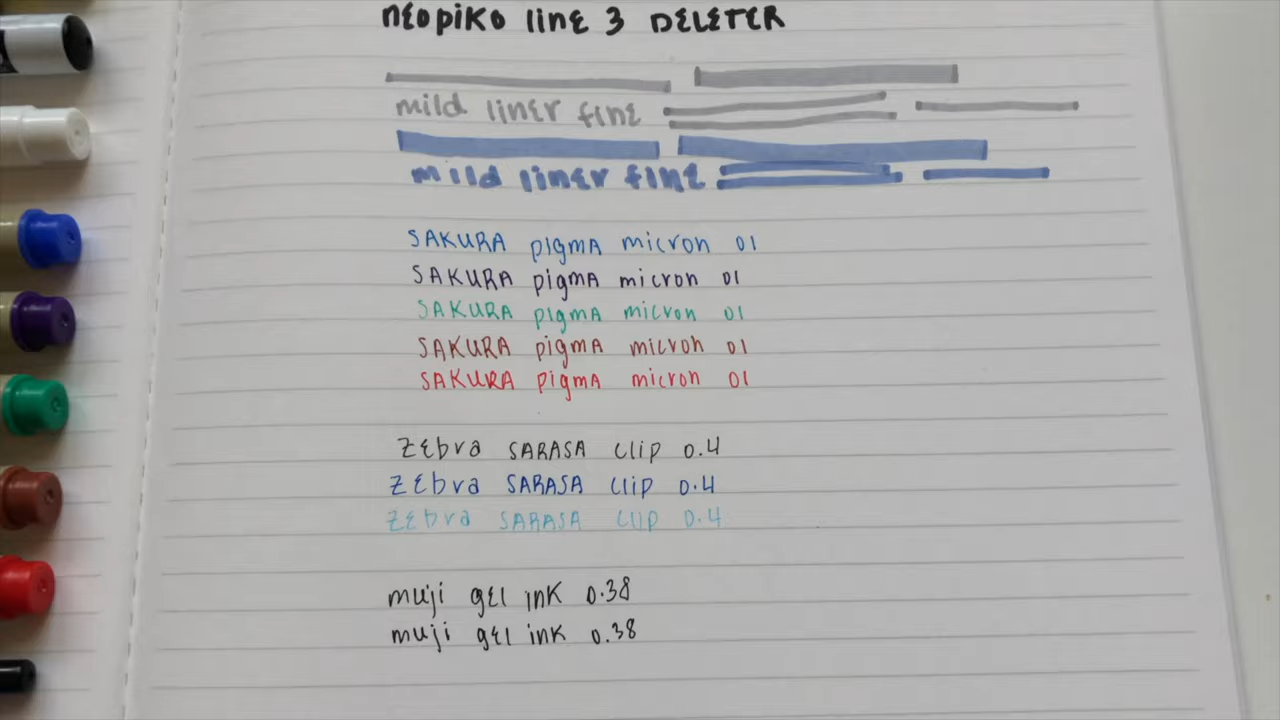 neopiko line 3 DELETER
mild liner fine
mild liner fine
SAKURA pigmA micron 01
SAKURA pigmA micron 01
SAKURA pigmA micron 01
SAKURA pigmA micron 01
SAKURA pigmA micron 01
zebra SARASA clip 0.4
zebra SARASA clip 0.4
zebra SARASA clip 0.4
muji gel ink 0.38
muji gel ink 0.38